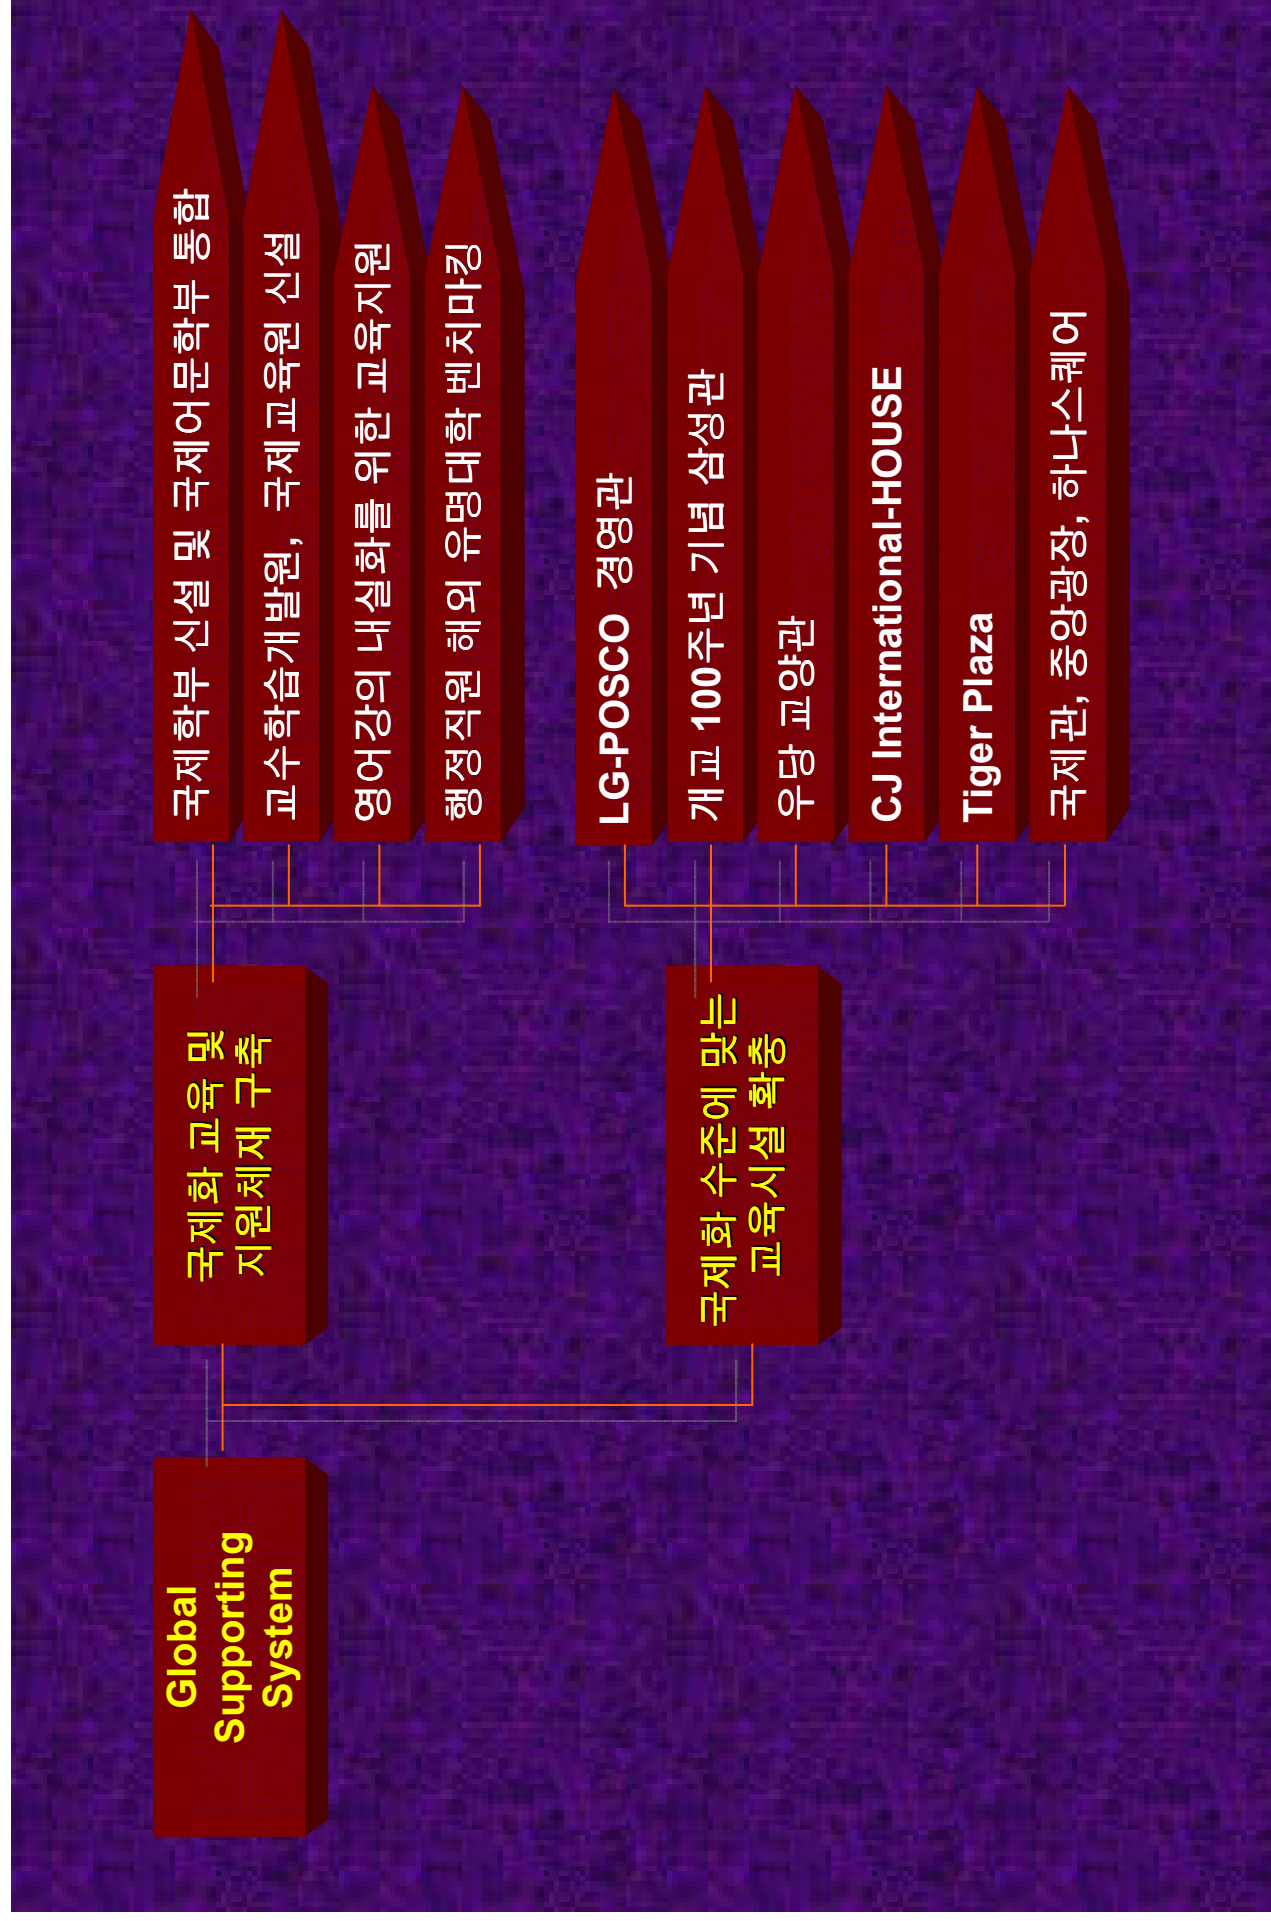 Global
Supporting
System
국제화 교육 및
지원체재 구축
국제학부 신설 및 국제어문학부 통합
교수학습개발원, 국제교육원 신설
영어강의 내실화를 위한 교육지원
행정직원 해외 유명대학 벤치마킹
국제화 수준에 맞는
교육시설 확충
LG-POSCO 경영관
개교 100주년 기념 삼성관
우당 교양관
CJ International-HOUSE
Tiger Plaza
국제관, 중앙광장, 하나스퀘어